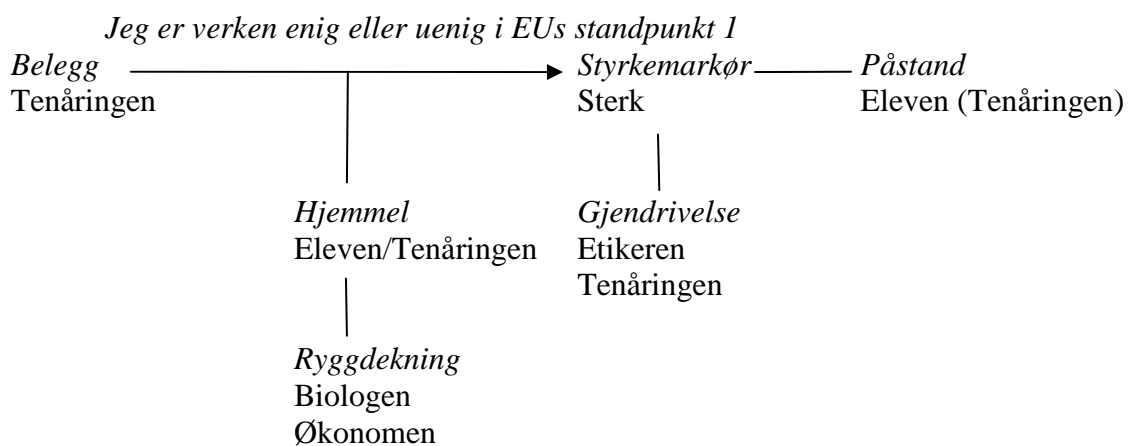 Jeg er verken enig eller uenig i EUs standpunkt 1
Belegg Styrkemarkør Påstand
Tenåringen Sterk Eleven (Tenåringen)
Hjemmel Gjendrivelse
Eleven/Tenåringen Etikeren
Tenåringen
Ryggdekning
Biologen
Økonomen